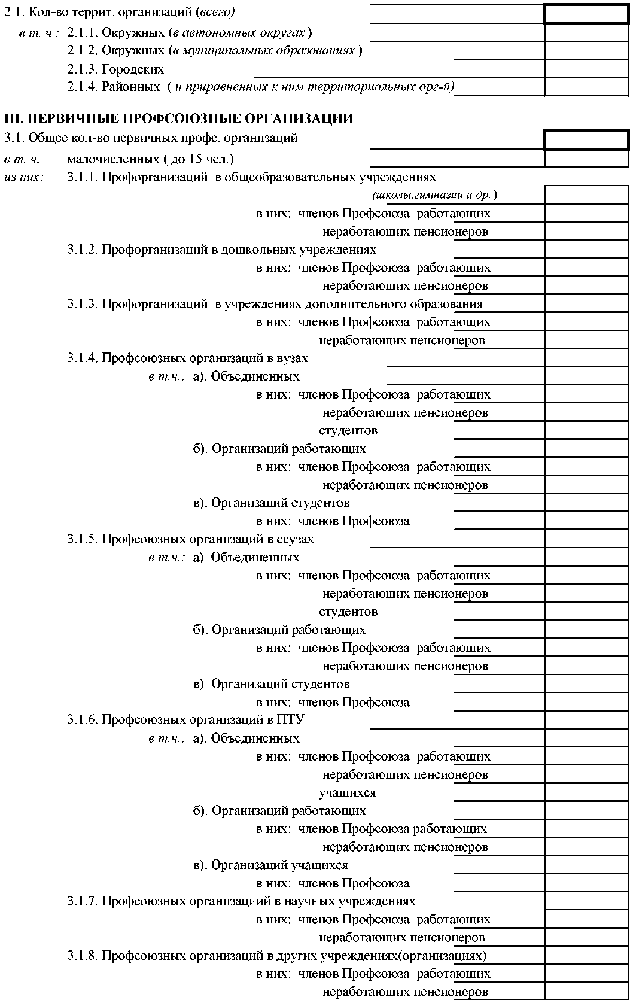 2.1. Кол-во террит. организаций (всего)
в т. ч.: 2.1.1. Окружных (в автономных округах )
2.1.2. Окружных (в муниципальных образованиях )
2.1.3. Городских
2.1.4. Районных ( и приравненных к ним территориальных орг-й)
III. ПЕРВИЧНЫЕ ПРОФСОЮЗНЫЕ ОРГАНИЗАЦИИ
3.1. Общее кол-во первичных профс. организаций
в т. ч. малочисленных ( до 15 чел.)
из них: 3.1.1. Профорганизаций в общеобразовательных учреждениях
(школы,гимназии и др. )
в них: членов Профсоюза работающих
неработающих пенсионеров
3.1.2. Профорганизаций в дошкольных учреждениях
в них: членов Профсоюза работающих
неработающих пенсионеров
3.1.3. Профорганизаций в учреждениях дополнительного образования
в них: членов Профсоюза работающих
неработающих пенсионеров
3.1.4. Профсоюзных организаций в вузах
в т.ч.: а). Объединенных
в них: членов Профсоюза работающих
неработающих пенсионеров
студентов
б). Организаций работающих
в них: членов Профсоюза работающих
неработающих пенсионеров
в). Организаций студентов
в них: членов Профсоюза
3.1.5. Профсоюзных организаций в ссузах
в т.ч.: а). Объединенных
в них: членов Профсоюза работающих
неработающих пенсионеров
студентов
б). Организаций работающих
в них: членов Профсоюза работающих
неработающих пенсионеров
в). Организаций студентов
в них: членов Профсоюза
3.1.6. Профсоюзных организаций в ПТУ
в т.ч.: а). Объединенных
в них: членов Профсоюза работающих
неработающих пенсионеров
учащихся
б). Организаций работающих
в них: членов Профсоюза работающих
неработающих пенсионеров
в). Организаций учащихся
в них: членов Профсоюза
3.1.7. Профсоюзных организаций в научных учреждениях
в них: членов Профсоюза работающих
неработающих пенсионеров
3.1.8. Профсоюзных организаций в других учреждениях(организациях)
в них: членов Профсоюза работающих
неработающих пенсионеров